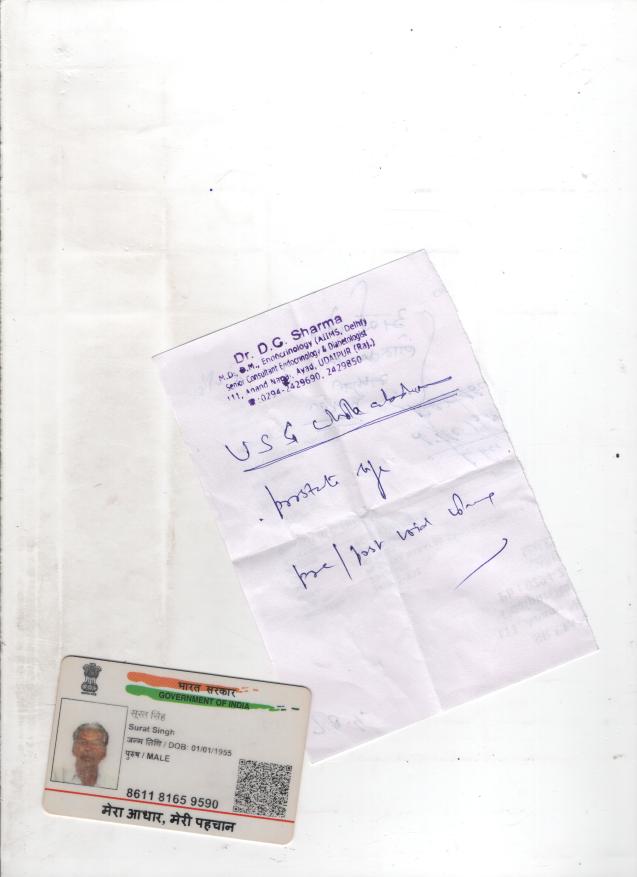 Dr. D.C. Sharma
M.D., D.M., Endocrinology (AIIMS, Delhi)
Senior Consultant Endocrinology & Diabetologist
111, Anand Nagar, Ayad, UDAIPUR (Raj.)
☎:0294-2429690, 2429850
USG whole abdomen
prostate
pre/post void
भारत सरकार
GOVERNMENT OF INDIA
सूरत सिंह
Surat Singh
जन्म तिथि / DOB: 01/01/1955
पुरुष / MALE
8611 8165 9590
मेरा आधार, मेरी पहचान